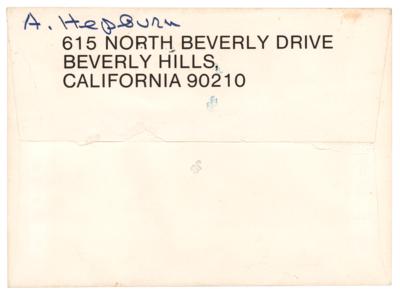 A. Hepburn
615 NORTH BEVERLY DRIVE
BEVERLY HILLS,
CALIFORNIA 90210